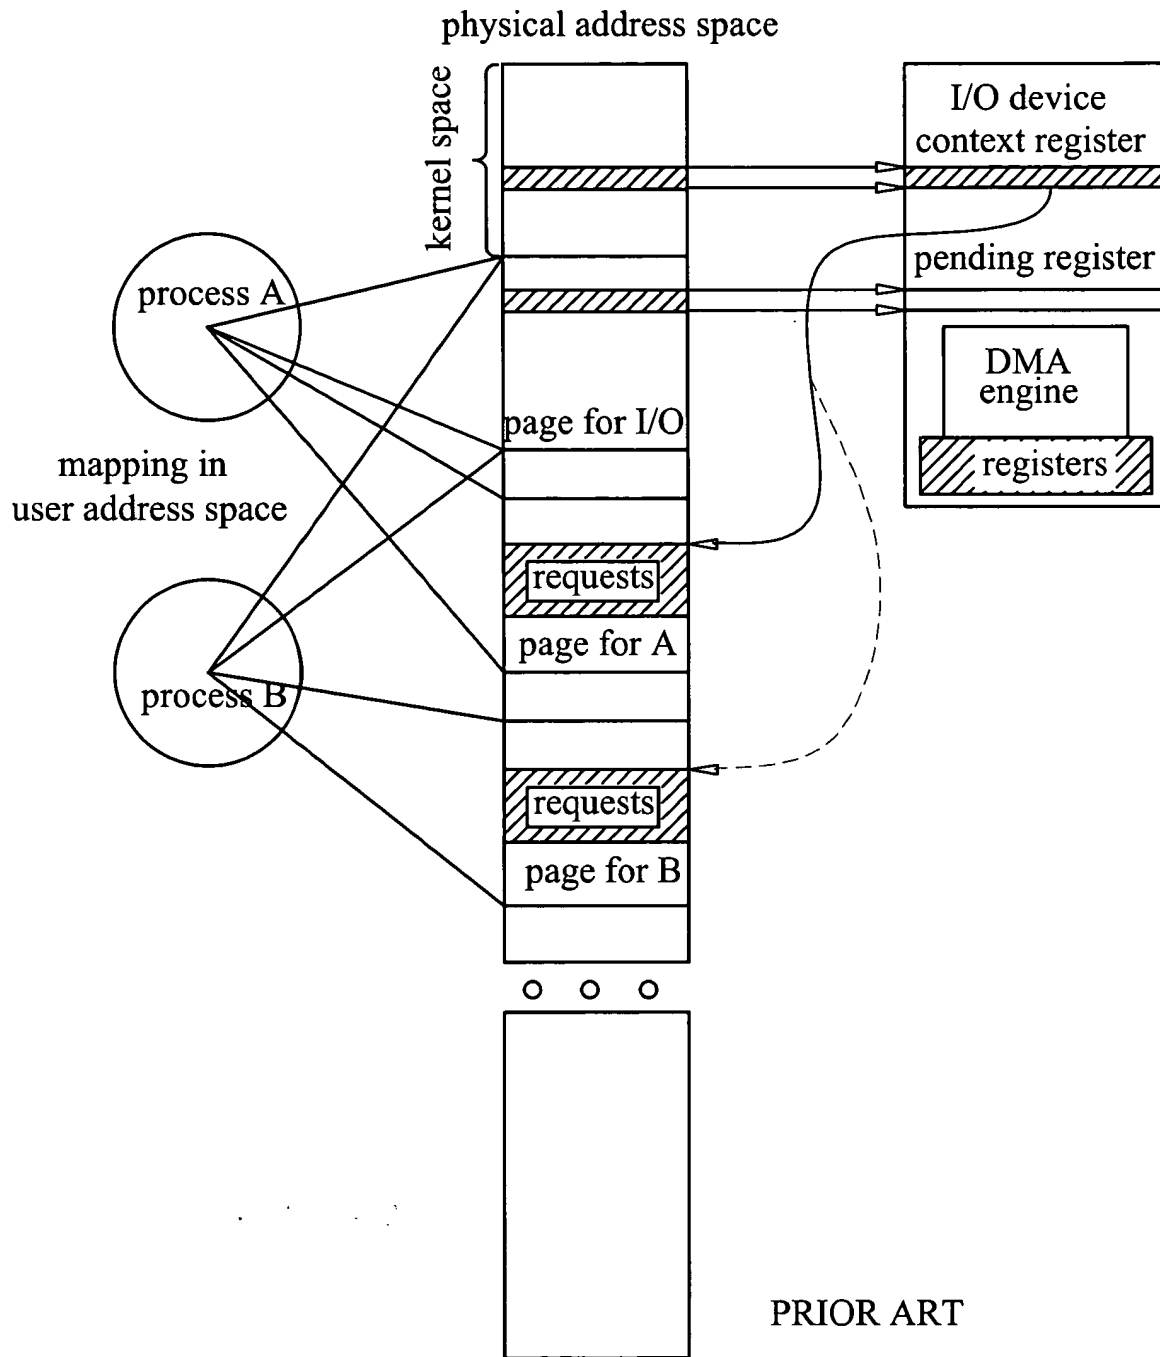 physical address space
kernel space
I/O device
context register
pending register
process A
DMA
engine
page for I/O
registers
mapping in
user address space
requests
page for A
process B
requests
page for B
PRIOR ART